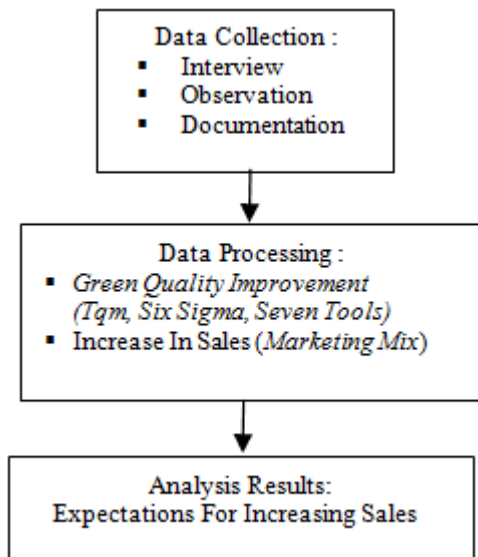 Data Collection :
▪ Interview
▪ Observation
▪ Documentation
Data Processing :
▪ Green Quality Improvement
(Tqm, Six Sigma, Seven Tools)
▪ Increase In Sales (Marketing Mix)
Analysis Results:
Expectations For Increasing Sales